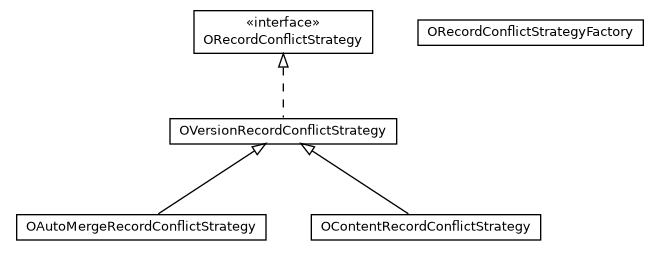 «interface»
ORecordConflictStrategy
ORecordConflictStrategyFactory
OVersionRecordConflictStrategy
OAutoMergeRecordConflictStrategy
OContentRecordConflictStrategy